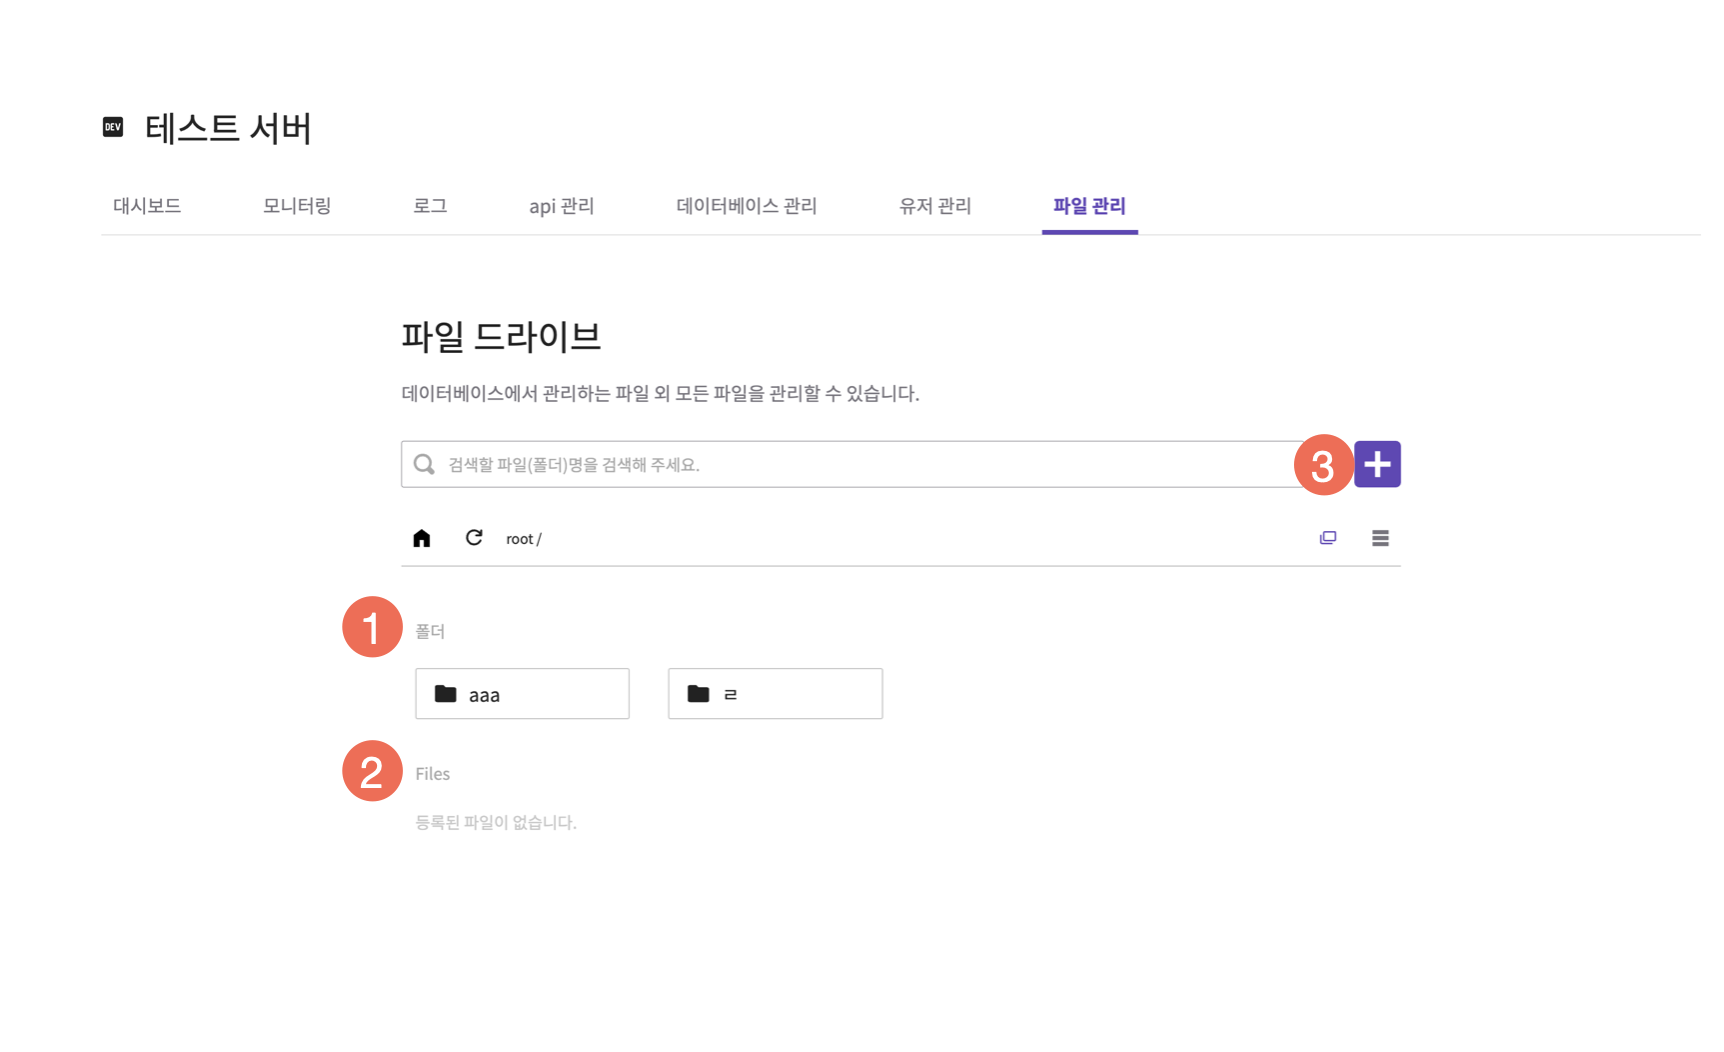 DEV 테스트 서버
대시보드 모니터링 로그 api 관리 데이터베이스 관리 유저 관리 파일 관리
파일 드라이브
데이터베이스에서 관리하는 파일 외 모든 파일을 관리할 수 있습니다.
검색할 파일(폴더)명을 검색해 주세요. 3
root /
1 폴더
aaa ㄹ
2 Files
등록된 파일이 없습니다.